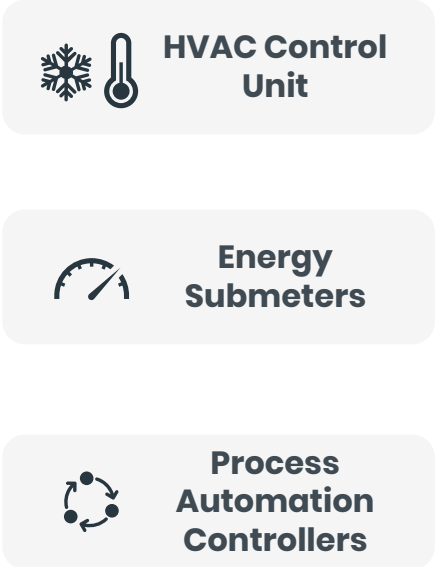 HVAC Control
Unit
Energy
Submeters
Process
Automation
Controllers